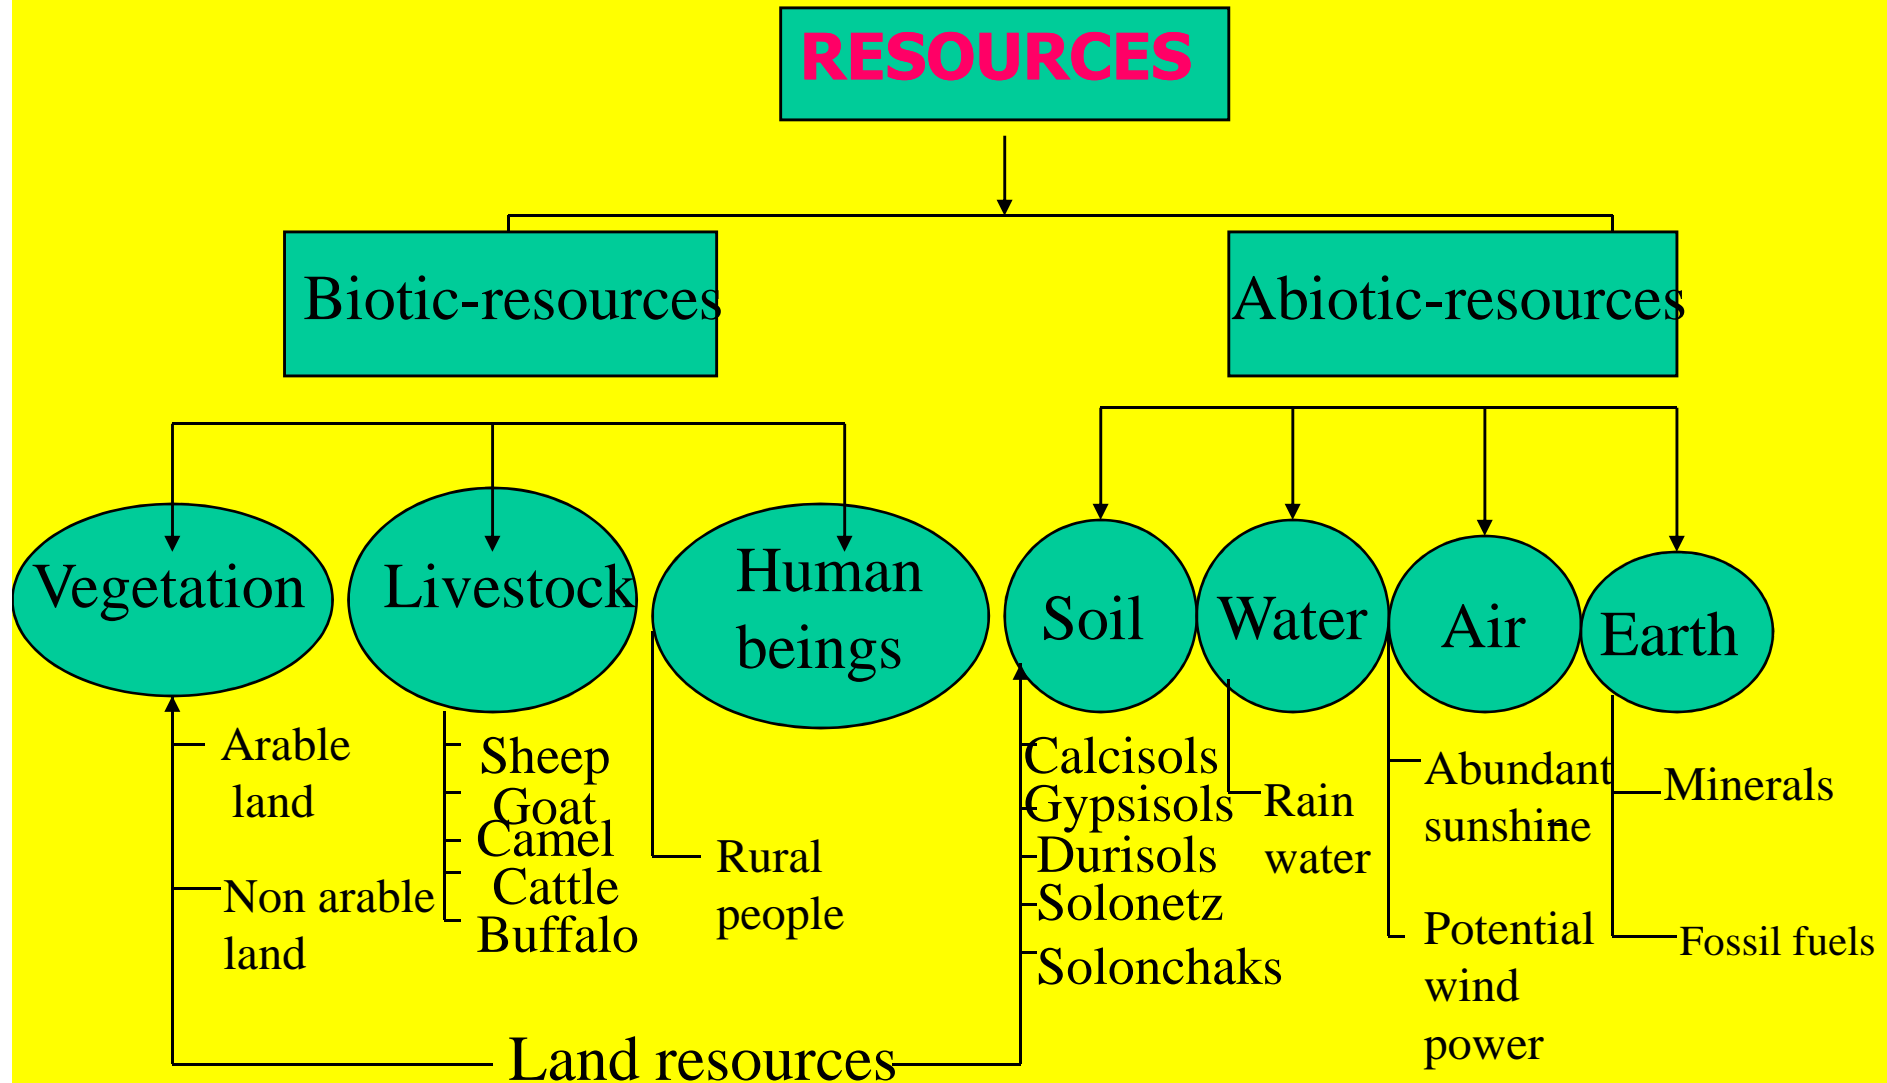 RESOURCES
Biotic-resources
Abiotic-resources
Vegetation
Livestock
Human
beings
Soil
Water
Air
Earth
Arable
land
Non arable
land
Sheep
Goat
Camel
Cattle
Buffalo
Rural
people
Calcisols
Gypsisols
Durisols
Solonetz
Solonchaks
Rain
water
Abundant
sunshine
Potential
wind
power
Minerals
Fossil fuels
Land resources